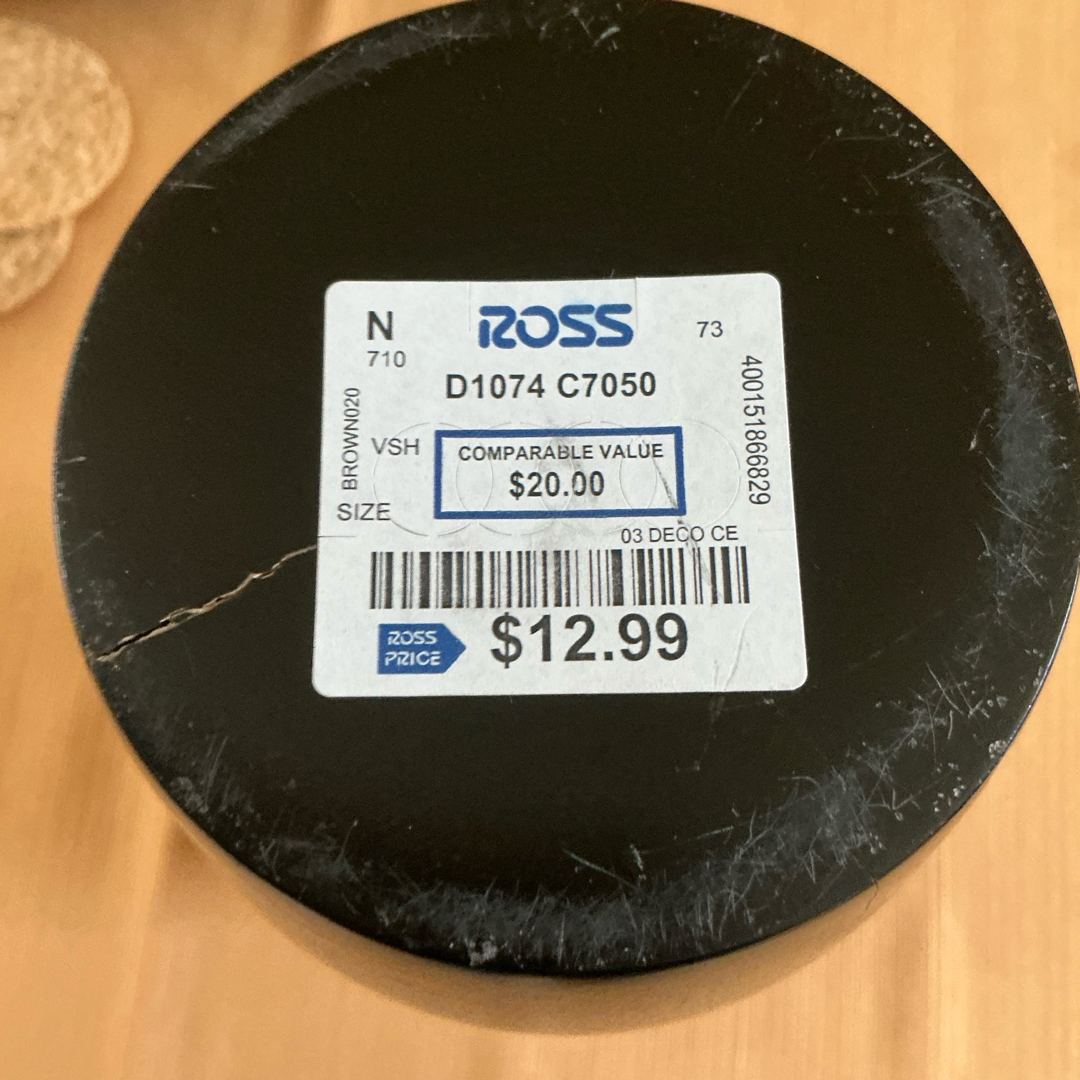 N
ROSS
73
710
D1074 C7050
400151866829
BROWN020
VSH
COMPARABLE VALUE
$20.00
SIZE
03 DECO CE
ROSS
PRICE
$12.99